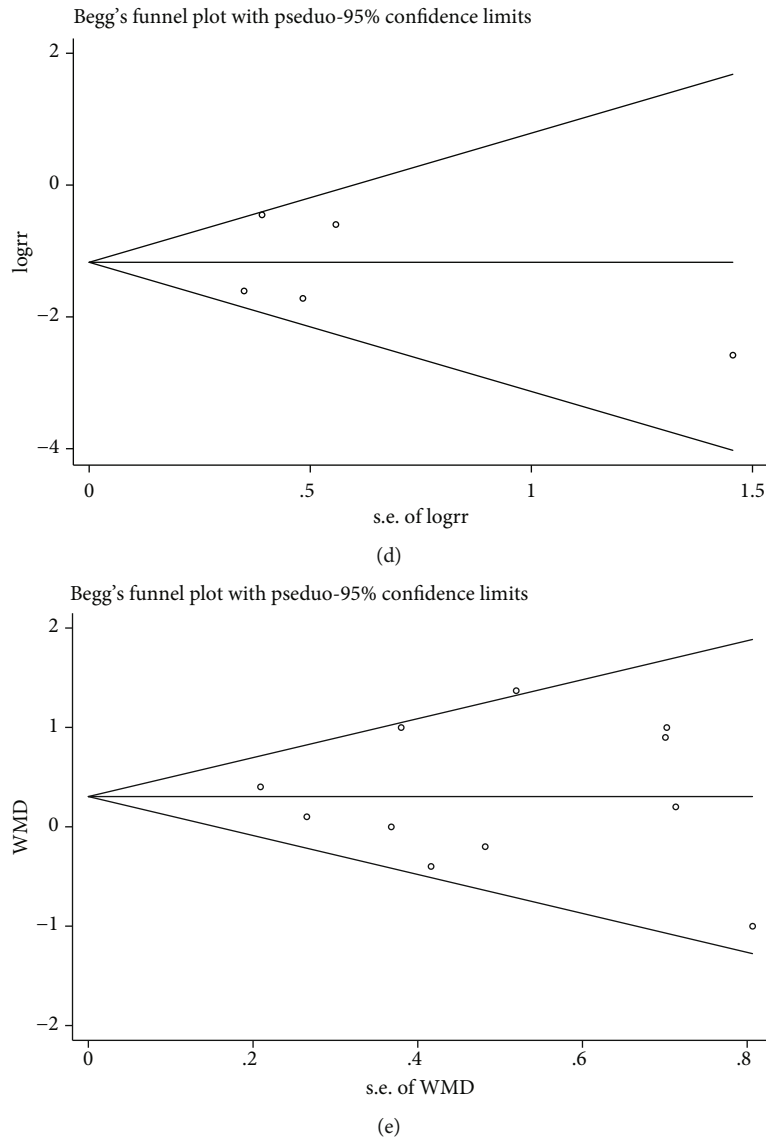 Begg's funnel plot with pseduo-95% confidence limits
2
0
−2
−4
logrr
0 .5 1 1.5
s.e. of logrr
(d)
Begg's funnel plot with pseduo-95% confidence limits
2
1
0
−1
−2
WMD
0 .2 .4 .6 .8
s.e. of WMD
(e)